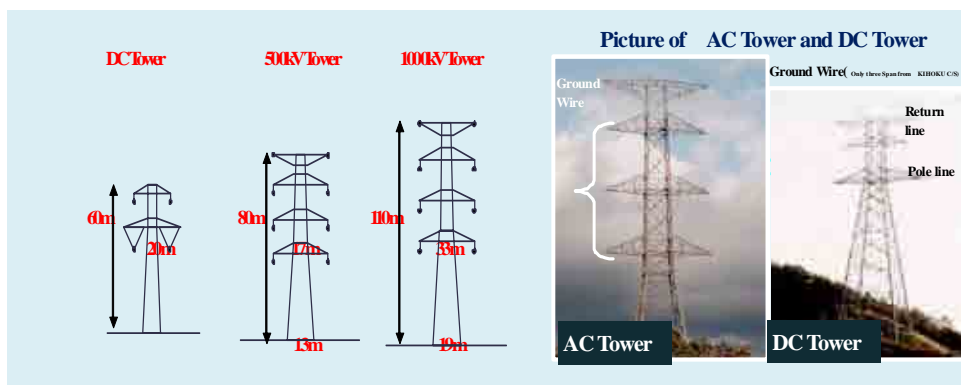 DC Tower
500kV Tower
1000kV Tower
60m
20m
80m
17m
13m
110m
33m
19m
Picture of AC Tower and DC Tower
Ground Wire( Only three Span from KIHOKU C/S)
Ground
Wire
Return
line
Pole line
AC Tower
DC Tower